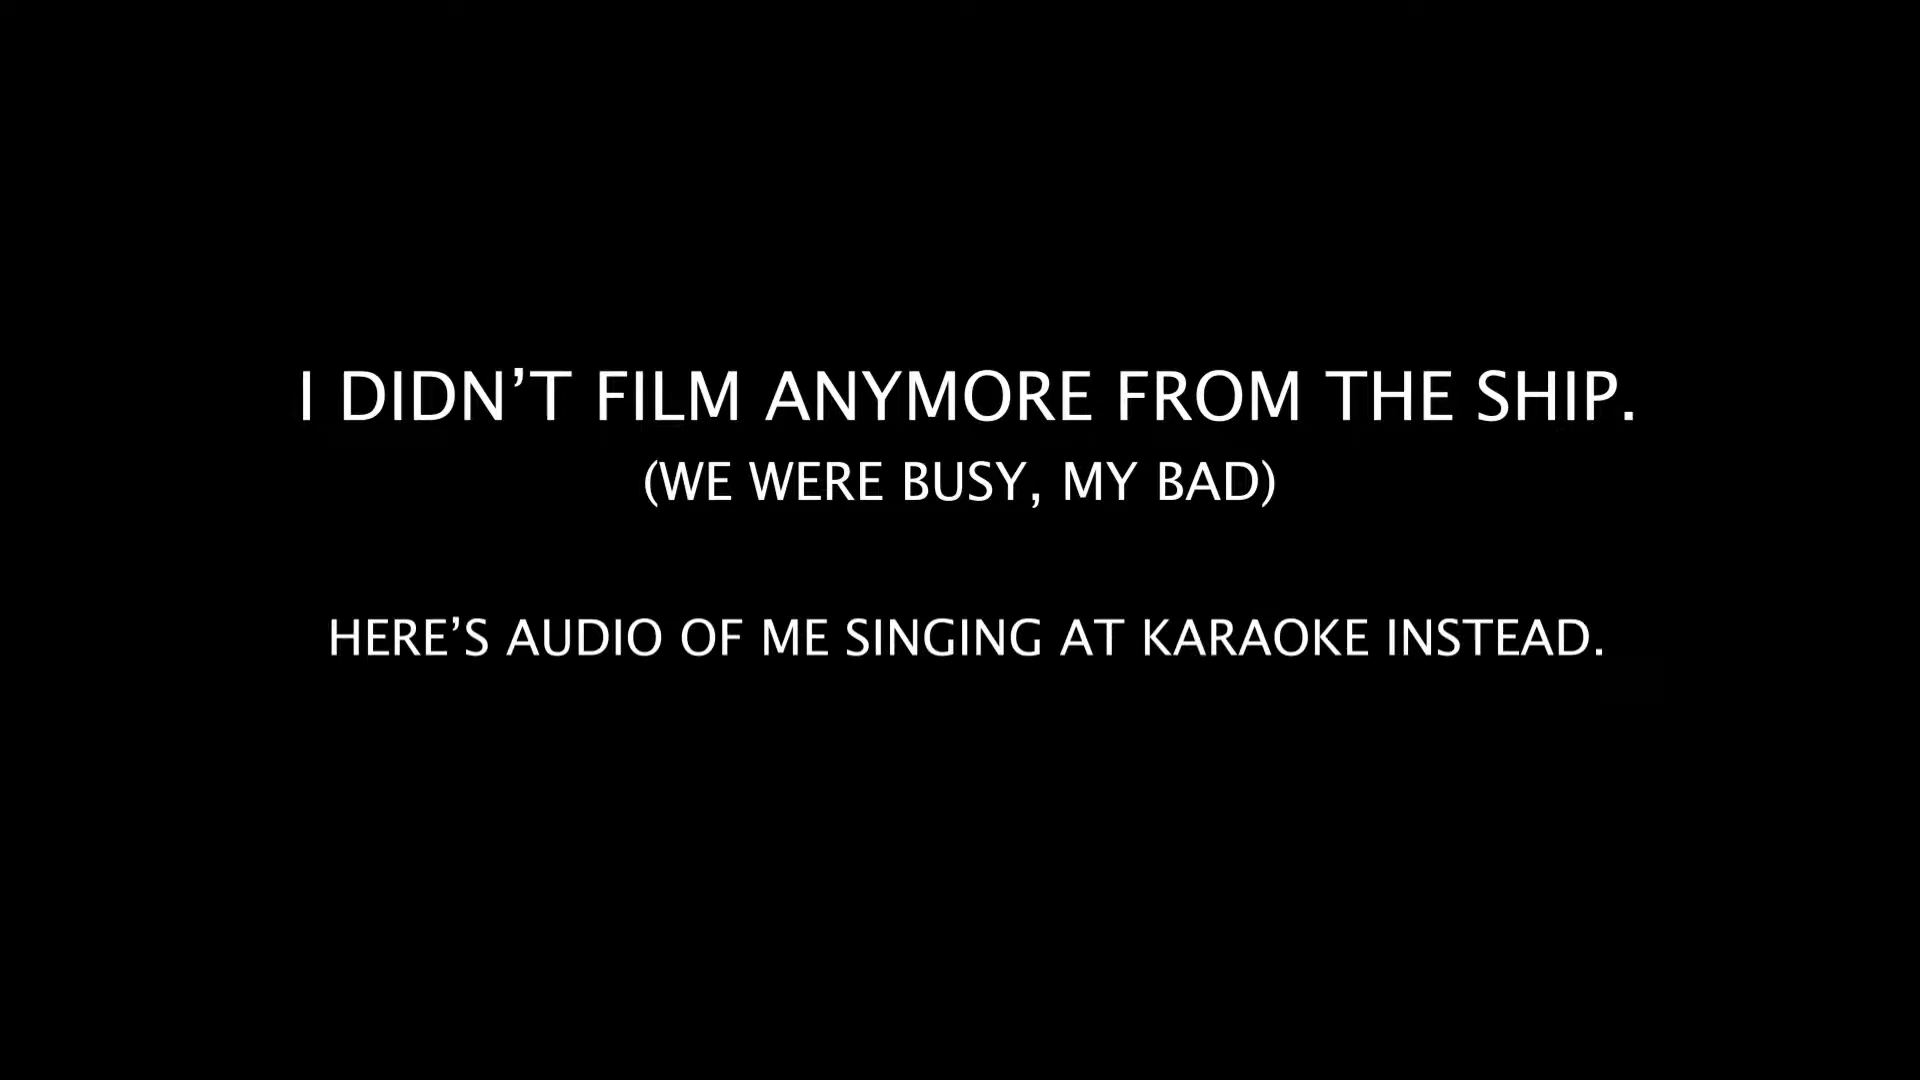 I DIDN’T FILM ANYMORE FROM THE SHIP.
(WE WERE BUSY, MY BAD)
HERE’S AUDIO OF ME SINGING AT KARAOKE INSTEAD.